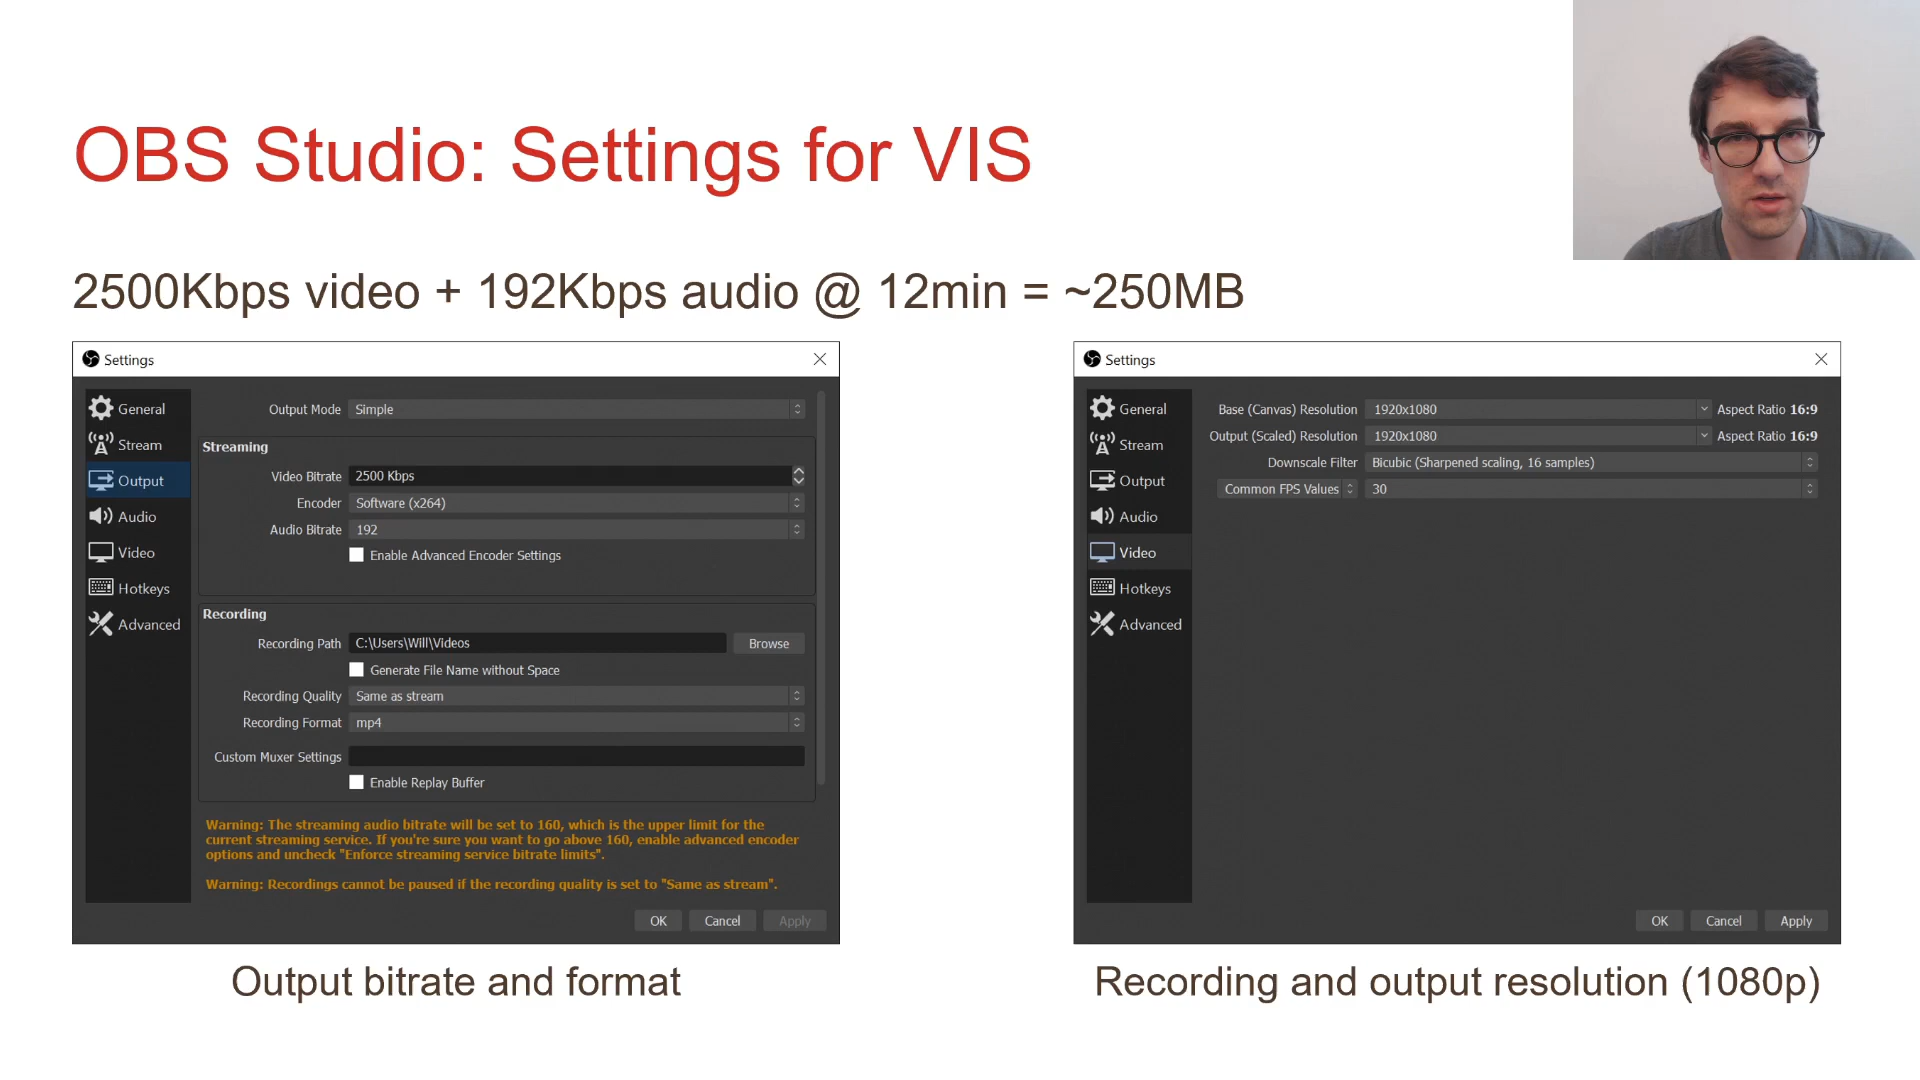 OBS Studio: Settings for VIS
2500Kbps video + 192Kbps audio @ 12min = ~250MB
Settings
General
Stream
Output
Audio
Video
Hotkeys
Advanced
Output Mode Simple
Streaming
Video Bitrate 2500 Kbps
Encoder Software (x264)
Audio Bitrate 192
Enable Advanced Encoder Settings
Recording
Recording Path C:\Users\Will\Videos Browse
Generate File Name without Space
Recording Quality Same as stream
Recording Format mp4
Custom Muxer Settings
Enable Replay Buffer
Warning: The streaming audio bitrate will be set to 160, which is the upper limit for the
current streaming service. If you're sure you want to go above 160, enable advanced encoder
options and uncheck "Enforce streaming service bitrate limits".
Warning: Recordings cannot be paused if the recording quality is set to "Same as stream".
OK Cancel Apply
Output bitrate and format
Settings
General
Stream
Output
Audio
Video
Hotkeys
Advanced
Base (Canvas) Resolution 1920x1080 Aspect Ratio 16:9
Output (Scaled) Resolution 1920x1080 Aspect Ratio 16:9
Downscale Filter Bicubic (Sharpened scaling, 16 samples)
Common FPS Values 30
OK Cancel Apply
Recording and output resolution (1080p)